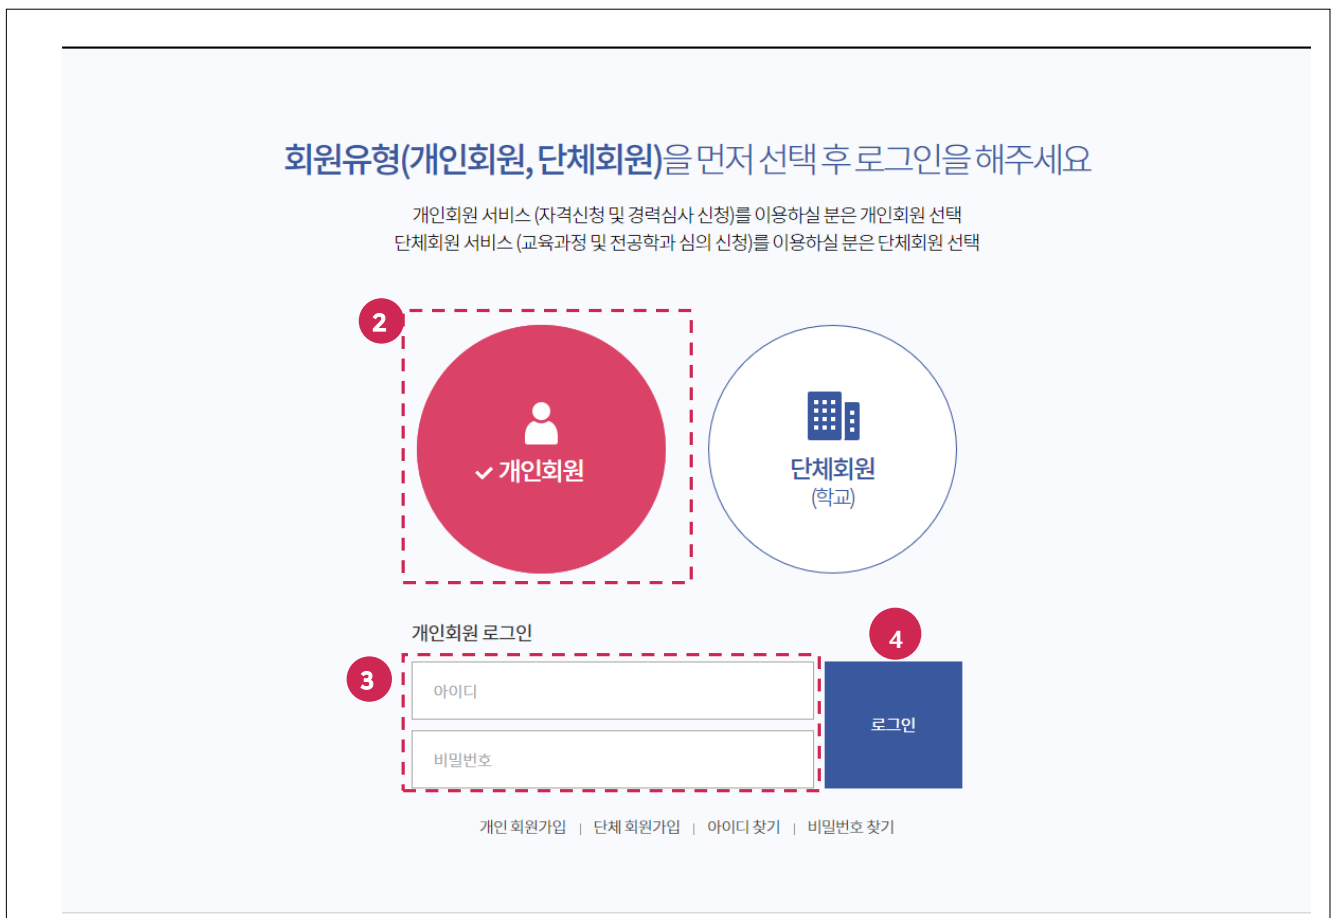 회원유형(개인회원, 단체회원)을 먼저 선택 후 로그인을 해주세요
개인회원 서비스 (자격신청 및 경력심사 신청)를 이용하실 분은 개인회원 선택
단체회원 서비스 (교육과정 및 전공학과 심의 신청)를 이용하실 분은 단체회원 선택
2
개인회원
단체회원
(학교)
개인회원 로그인
4
3
아이디
로그인
비밀번호
개인 회원가입 | 단체 회원가입 | 아이디 찾기 | 비밀번호 찾기